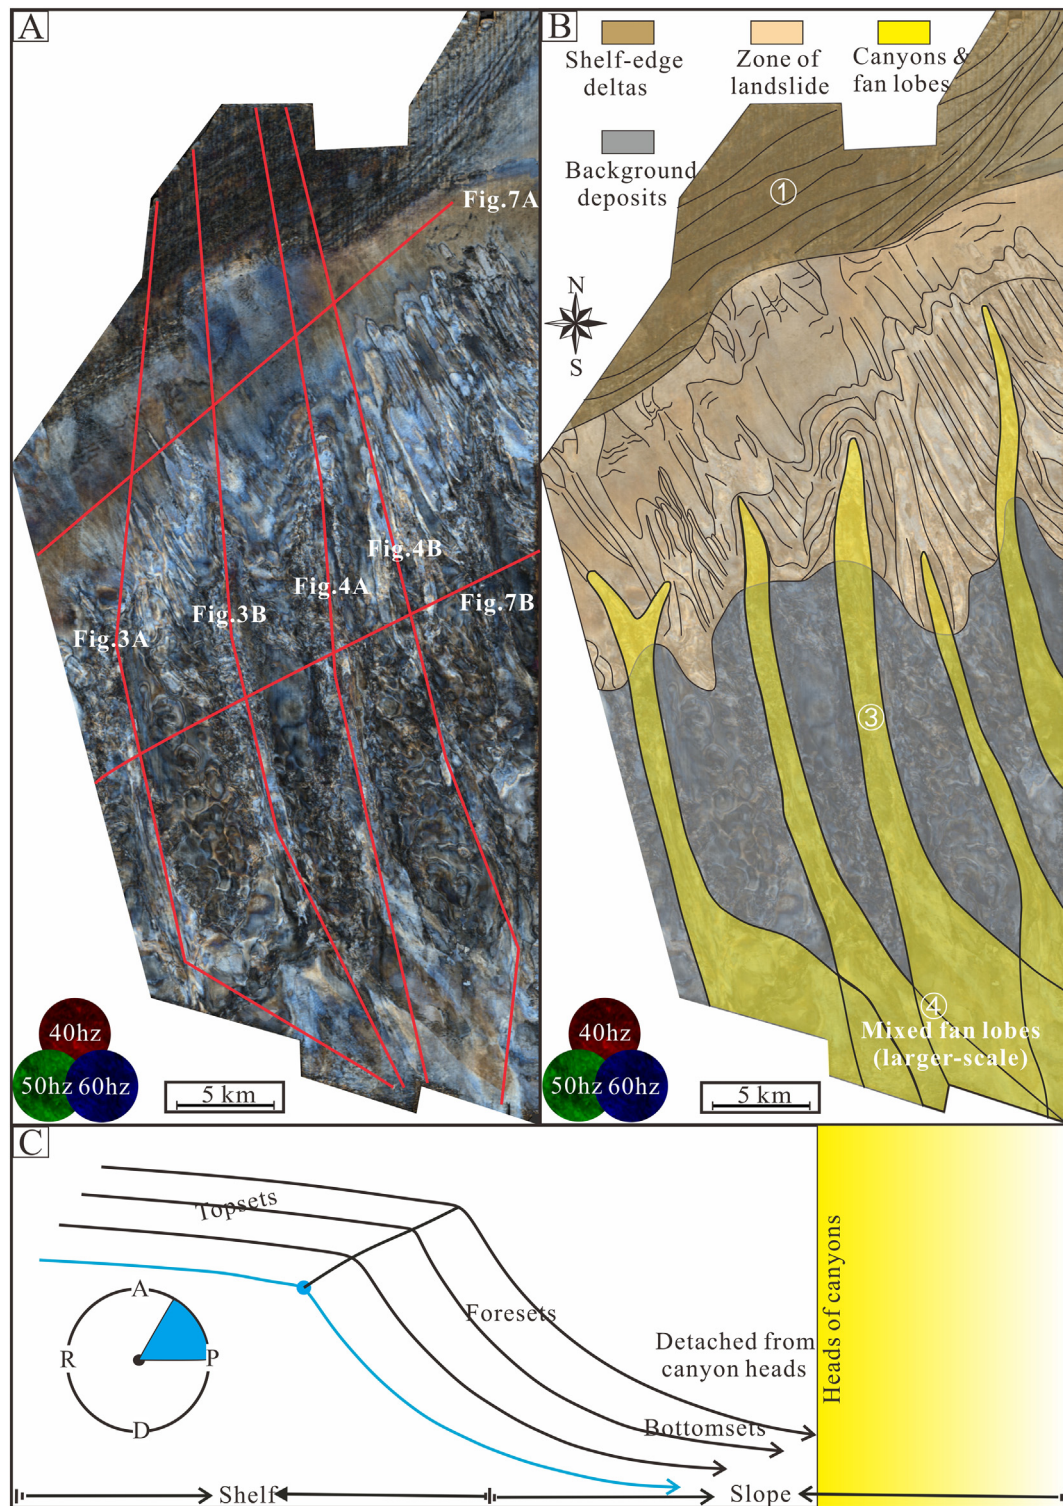 A
Fig.7A
Fig.4B
Fig.4A
Fig.7B
Fig.3B
Fig.3A
40hz
50hz
60hz
5 km
B
Shelf-edge
deltas
Zone of
landslide
Canyons &
fan lobes
Background
deposits
①
N
S
③
④
Mixed fan lobes
(larger-scale)
40hz
50hz
60hz
5 km
C
Topsets
Foresets
Bottomsets
Detached from
canyon heads
Heads of canyons
A
R
P
D
Shelf
Slope